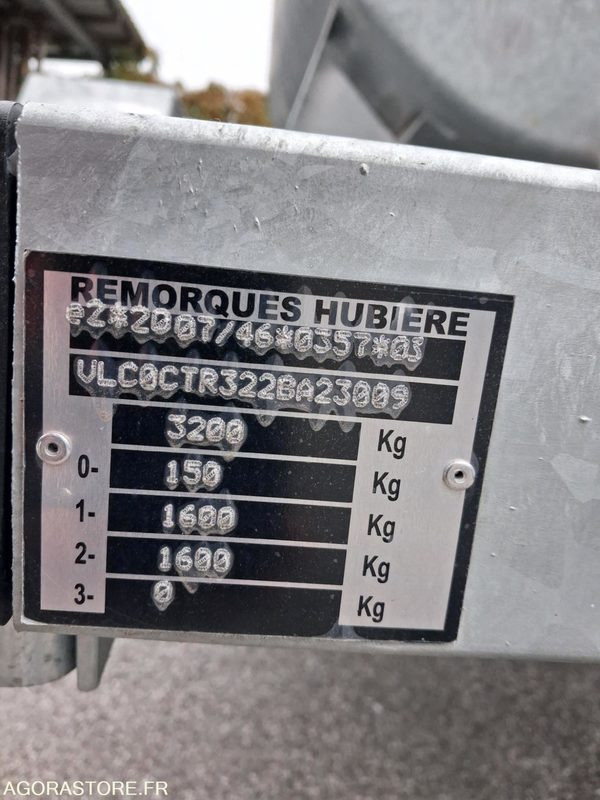 REMORQUES HUBIERE
e2*2007/46*0357*03
VLC0CTR322BA23009
3200 Kg
0- 150 Kg
1- 1600 Kg
2- 1600 Kg
3- 0 Kg
AGORASTORE.FR